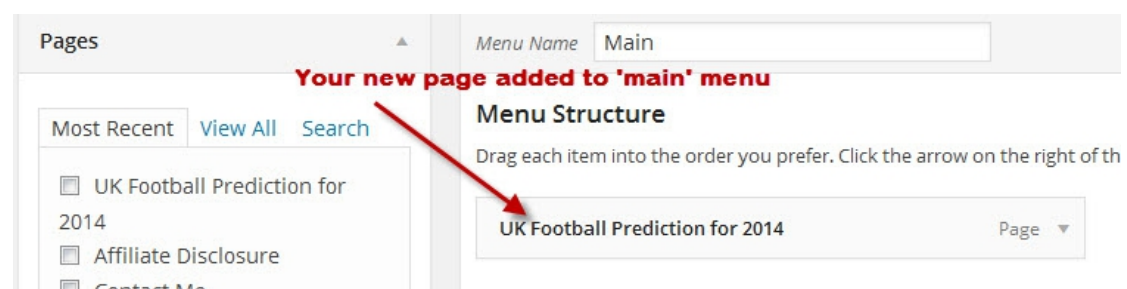 Pages
Menu Name Main
Your new page added to 'main' menu
Menu Structure
Most Recent View All Search
Drag each item into the order you prefer. Click the arrow on the right of th
UK Football Prediction for
2014
UK Football Prediction for 2014 Page
Affiliate Disclosure
Contact Me